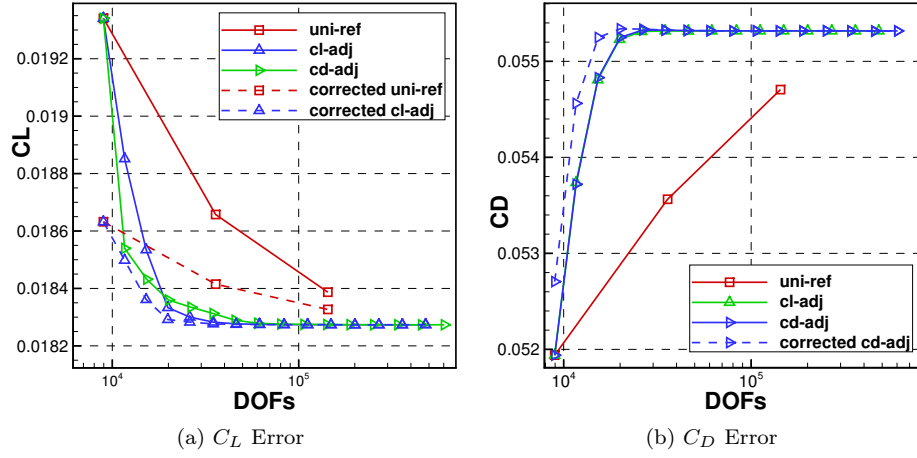 uni-ref
cl-adj
cd-adj
corrected uni-ref
corrected cl-adj
CL
0.0192
0.019
0.0188
0.0186
0.0184
0.0182
10^4
10^5
DOFs
(a) C_L Error
CD
0.055
0.054
0.053
0.052
uni-ref
cl-adj
cd-adj
corrected cd-adj
10^4
10^5
DOFs
(b) C_D Error